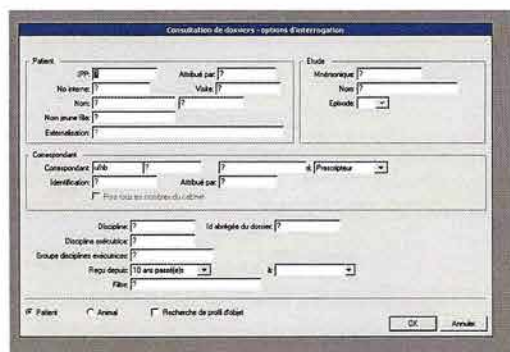 Consultation de dossiers - options d'interrogation
Patient
IPP: ? Attribué par: ?
No interne: ? Visite: ?
Nom: ? ?
Nom jeune fille: ?
Externalisation: ?
Etude
Mnémonique: ?
Nom: ?
Episode:
Correspondant
Correspondant: ulhb ? ? et Prescripteur
Identification: ? Attribué par: ?
Pour tous les membres du cabinet
Discipline: ? Id abrégée du dossier: ?
Discipline exécutrice: ?
Groupe disciplines exécutrices: ?
Reçu depuis: 10 ans passé(e)s à:
Filtre: ?
Patient Animal Recherche de profil d'objet
OK Annuler